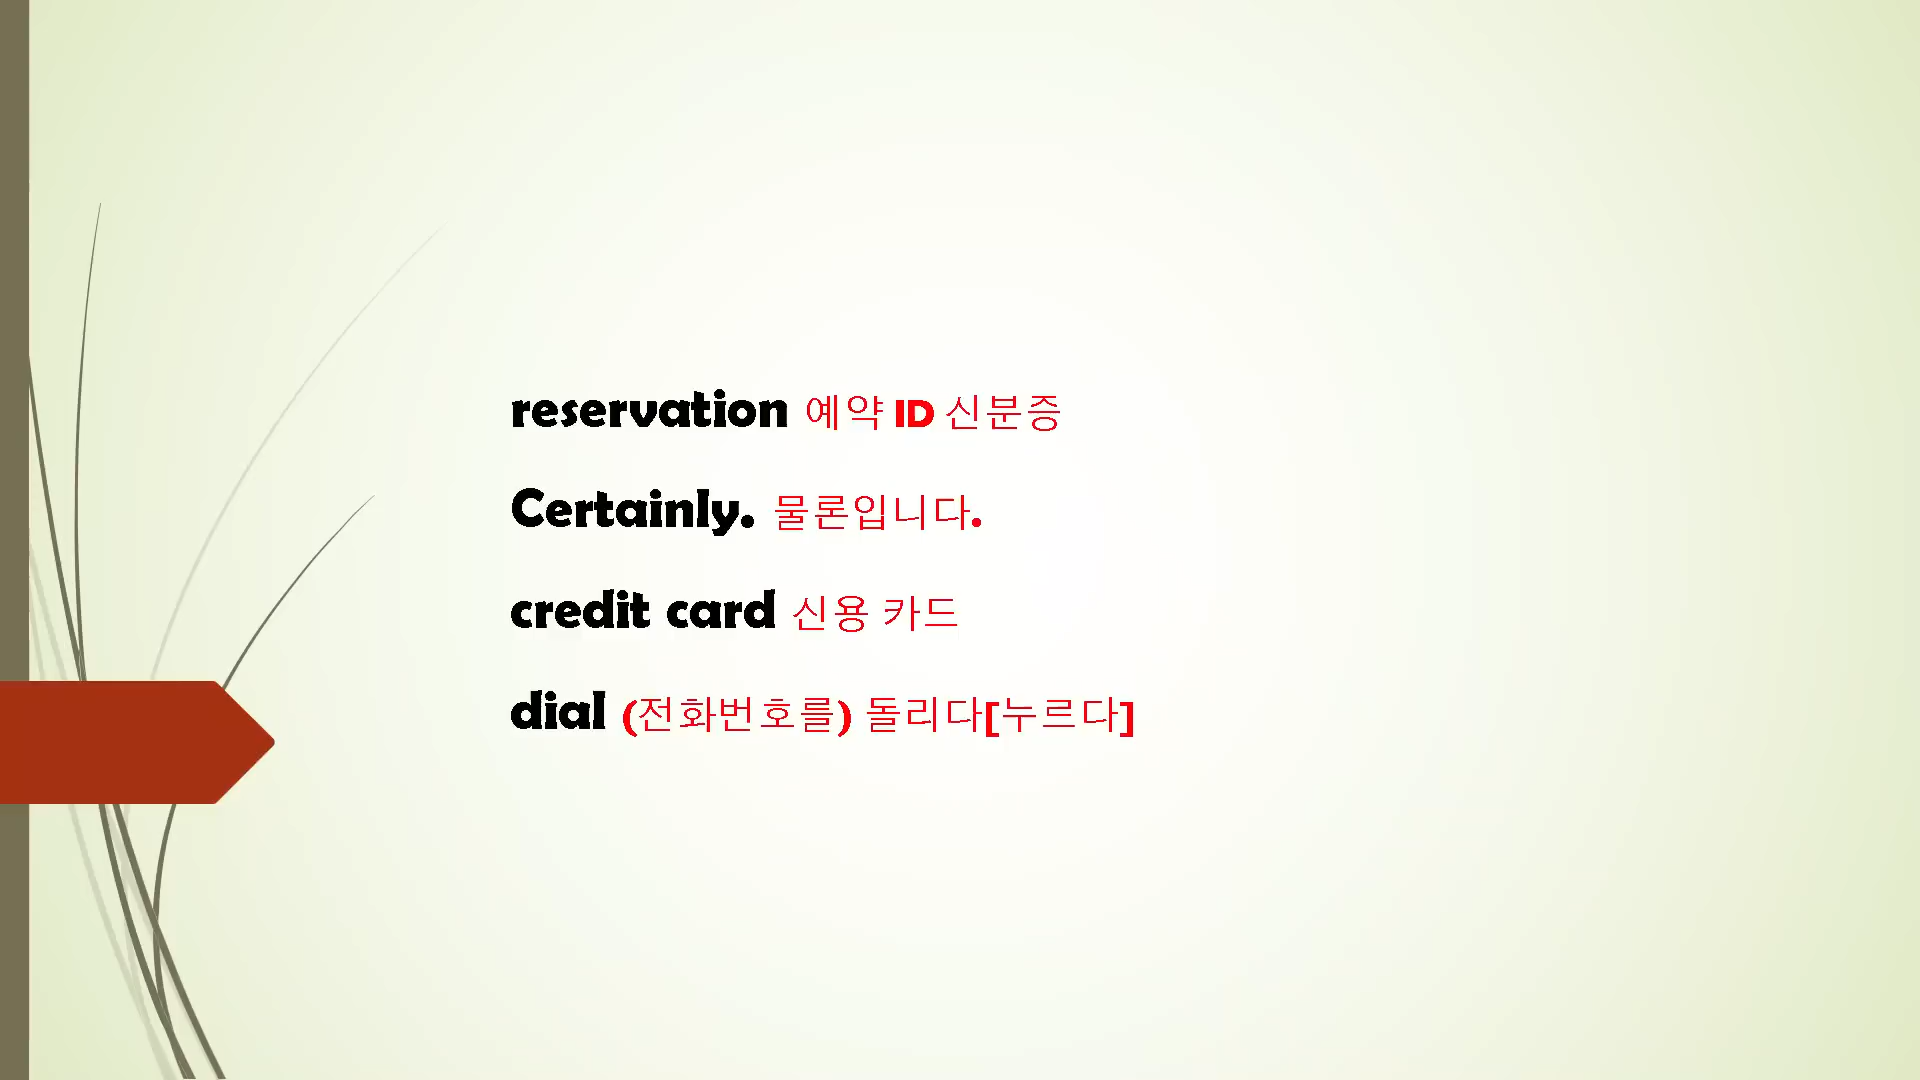 reservation 예약 ID 신분증
Certainly. 물론입니다.
credit card 신용 카드
dial (전화번호를) 돌리다[누르다]